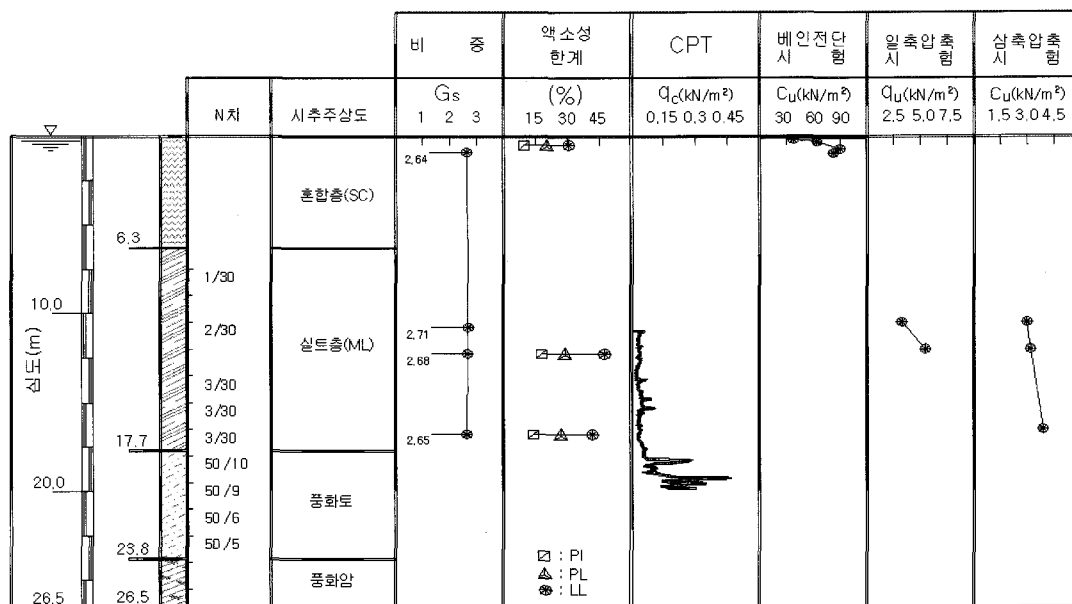 비 중
액소성
한계
CPT
베인전단
시 험
일축압축
시 험
삼축압축
시 험
N차
시추주상도
Gs
(%)
qc(kN/m²)
Cu(kN/m²)
qu(kN/m²)
Cu(kN/m²)
1 2 3
15 30 45
0.15 0.3 0.45
30 60 90
2.5 5.0 7.5
1.5 3.0 4.5
2.64
혼합층(SC)
6.3
1/30
10.0
2/30
2.71
실트층(ML)
2.68
심도(m)
3/30
3/30
3/30
2.65
17.7
50/10
20.0
50/9
풍화토
50/6
50/5
23.8
: PI
: PL
: LL
풍화암
26.5
26.5